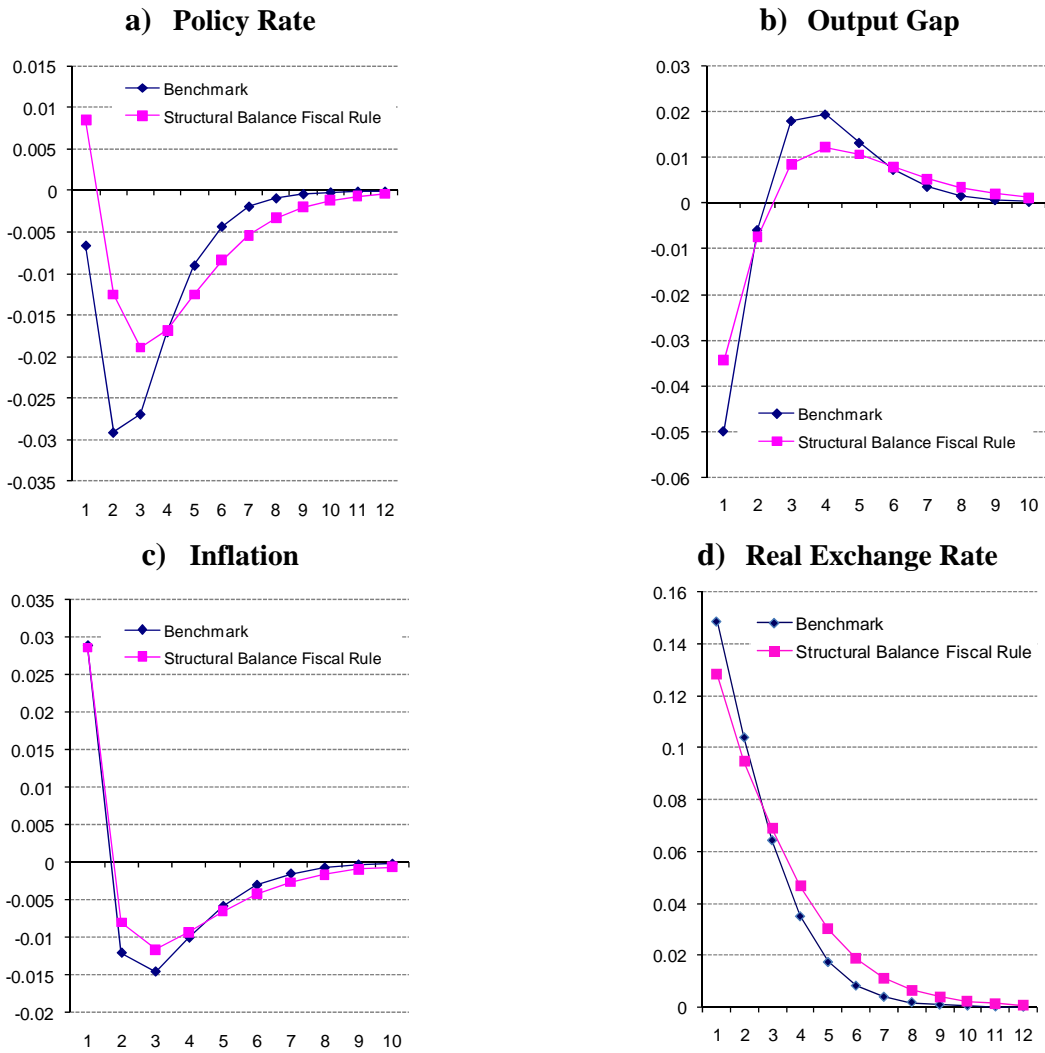 a) Policy Rate
0.015
0.01
0.005
0
-0.005
-0.01
-0.015
-0.02
-0.025
-0.03
-0.035
Benchmark
Structural Balance Fiscal Rule
1 2 3 4 5 6 7 8 9 10 11 12
b) Output Gap
0.03
0.02
0.01
0
-0.01
-0.02
-0.03
-0.04
-0.05
-0.06
Benchmark
Structural Balance Fiscal Rule
1 2 3 4 5 6 7 8 9 10
c) Inflation
0.035
0.03
0.025
0.02
0.015
0.01
0.005
0
-0.005
-0.01
-0.015
-0.02
Benchmark
Structural Balance Fiscal Rule
1 2 3 4 5 6 7 8 9 10
d) Real Exchange Rate
0.16
0.14
0.12
0.1
0.08
0.06
0.04
0.02
0
Benchmark
Structural Balance Fiscal Rule
1 2 3 4 5 6 7 8 9 10 11 12